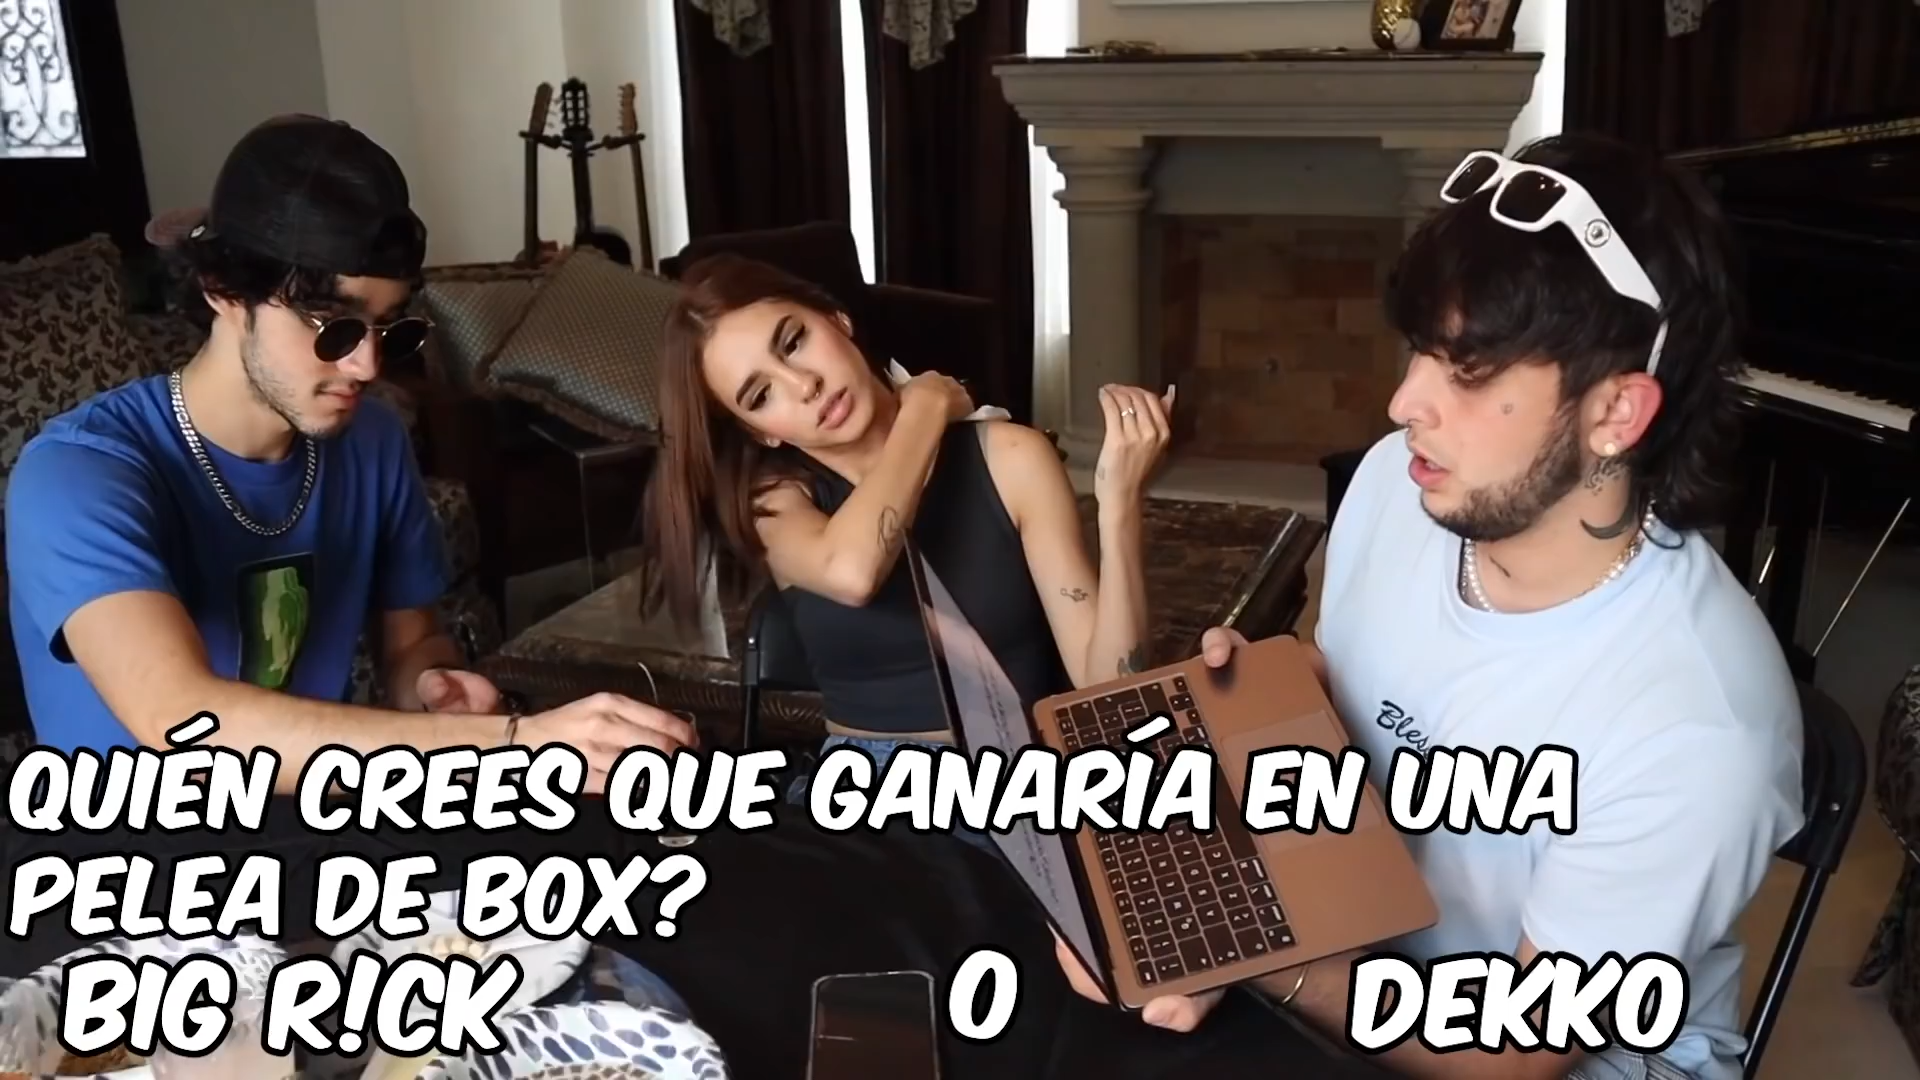 QUIÉN CREES QUE GANARÍA EN UNA
PELEA DE BOX?
BIG R!CK O DEKKO